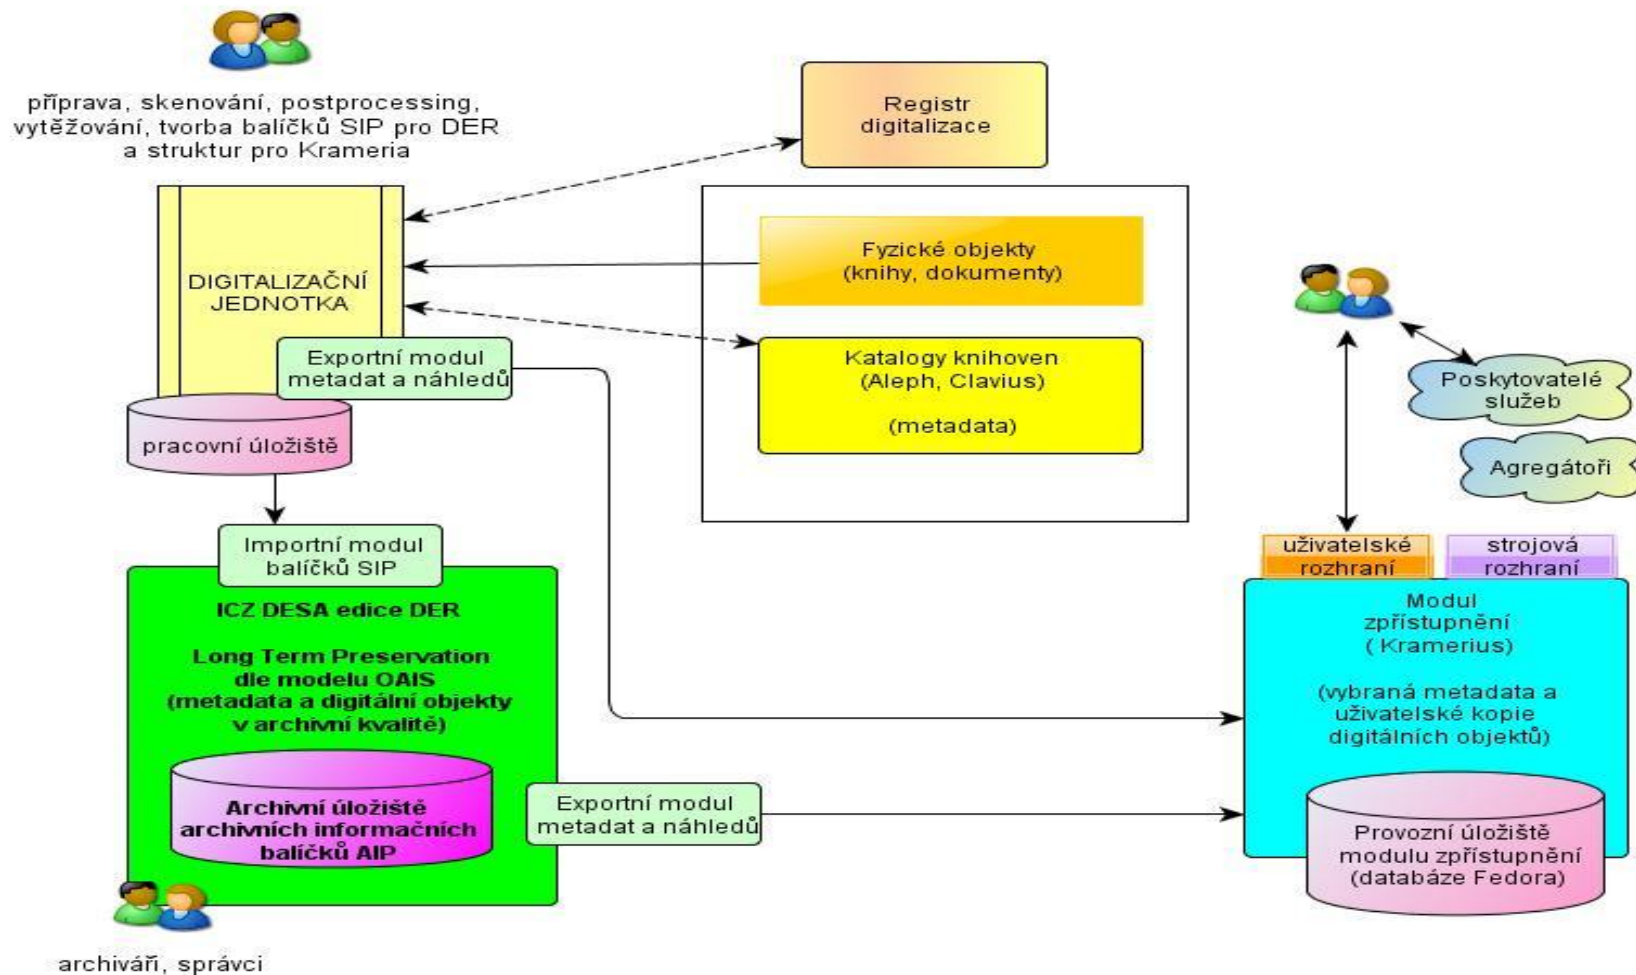 příprava, skenování, postprocessing,
vytěžování, tvorba balíčků SIP pro DER
a struktur pro Krameria
Registr
digitalizace
DIGITALIZAČNÍ
JEDNOTKA
Fyzické objekty
(knihy, dokumenty)
Exportní modul
metadat a náhledů
Katalogy knihoven
(Aleph, Clavius)
(metadata)
Poskytovatelé
služeb
Agregátoři
pracovní úložiště
Importní modul
balíčků SIP
ICZ DESA edice DER
Long Term Preservation
dle modelu OAIS
(metadata a digitální objekty
v archivní kvalitě)
Archivní úložiště
archivních informačních
balíčků AIP
Exportní modul
metadat a náhledů
uživatelské
rozhraní
strojová
rozhraní
Modul
zpřístupnění
( Kramerius)
(vybraná metadata a
uživatelské kopie
digitálních objektů)
Provozní úložiště
modulu zpřístupnění
(databáze Fedora)
archiváři, správci